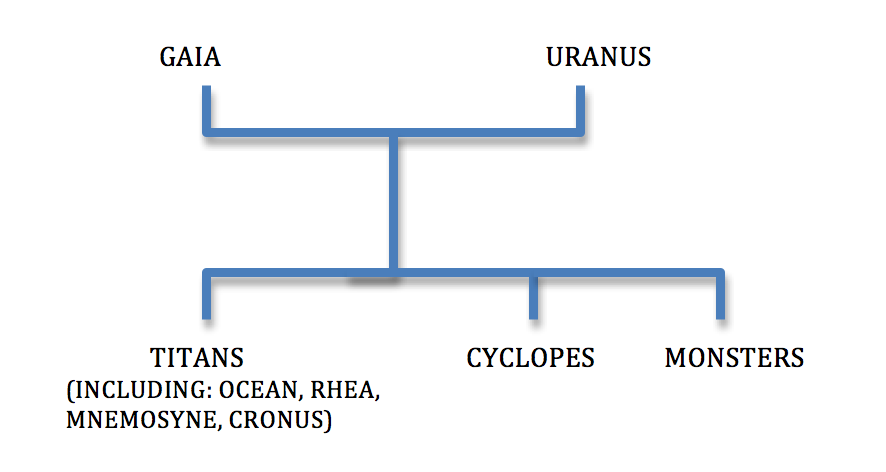 GAIA
URANUS
TITANS
(INCLUDING: OCEAN, RHEA,
MNEMOSYNE, CRONUS)
CYCLOPES
MONSTERS